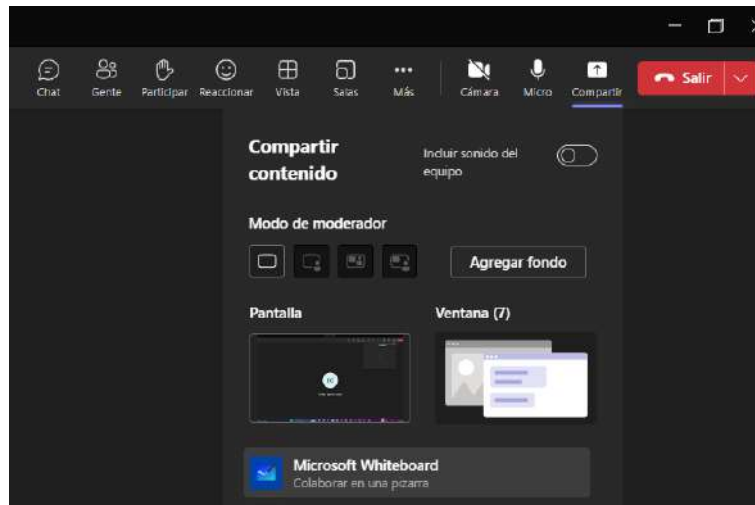 Chat Gente Participar Reaccionar Vista Salas Más Cámara Micro Compartir Salir
Compartir
contenido
Incluir sonido del
equipo
Modo de moderador
Agregar fondo
Pantalla Ventana (7)
Microsoft Whiteboard
Colaborar en una pizarra